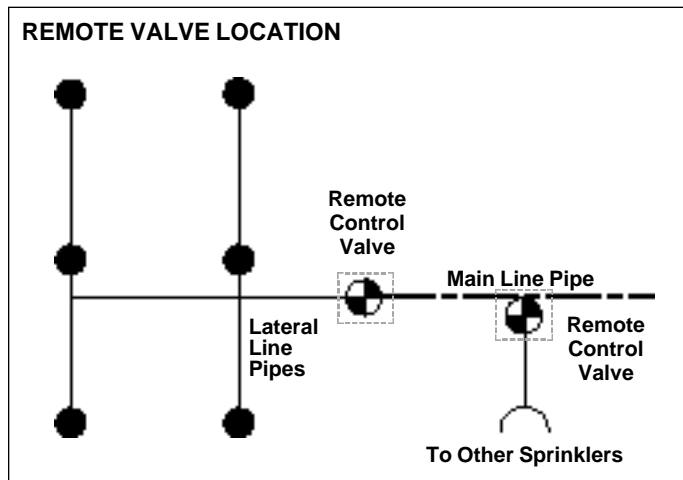 REMOTE VALVE LOCATION
Remote
Control
Valve
Main Line Pipe
Lateral
Line
Pipes
Remote
Control
Valve
To Other Sprinklers